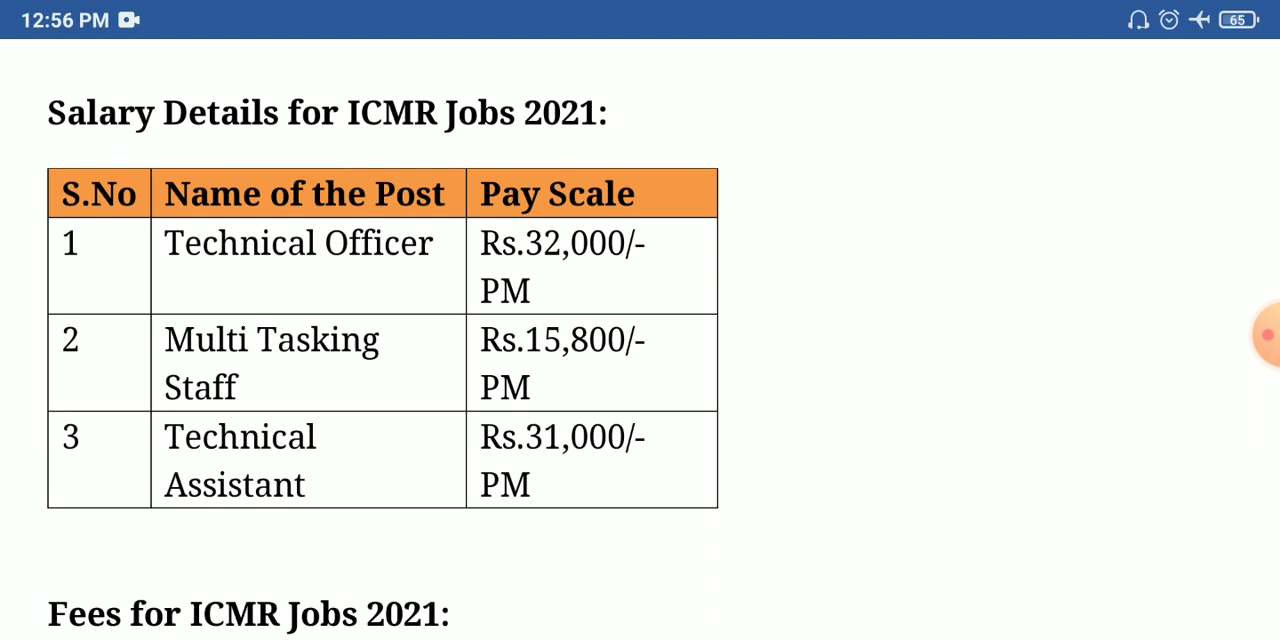 12:56 PM
65
Salary Details for ICMR Jobs 2021:
S.No Name of the Post Pay Scale
1 Technical Officer Rs.32,000/-
PM
2 Multi Tasking Rs.15,800/-
Staff PM
3 Technical Rs.31,000/-
Assistant PM
Fees for ICMR Jobs 2021: